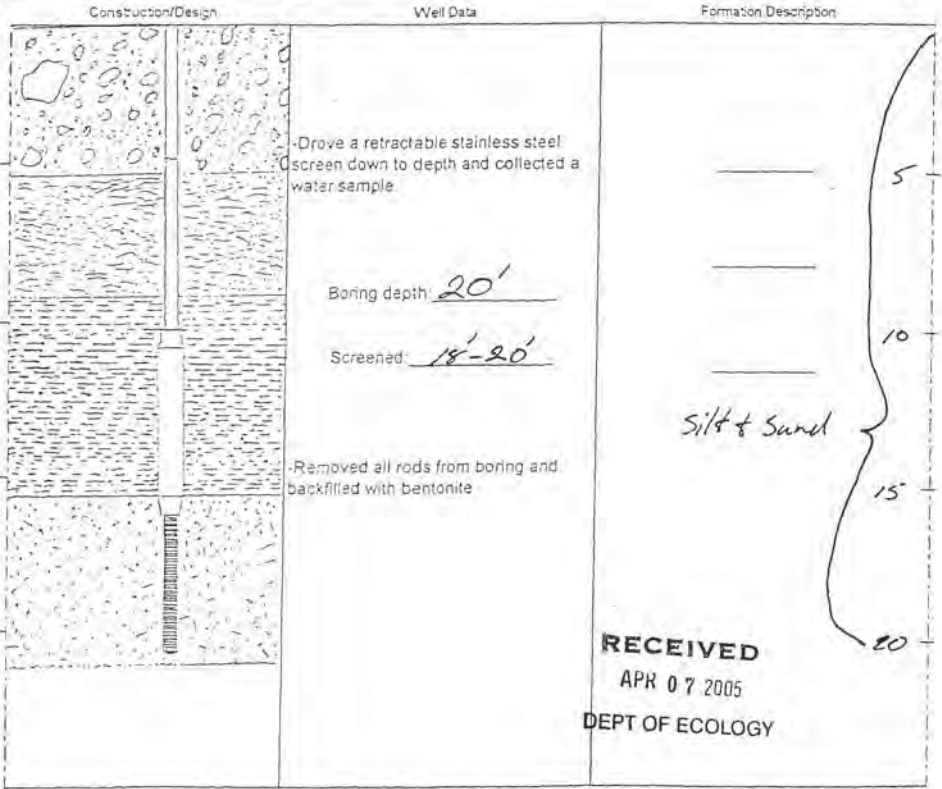 Construction/Design
Well Data
Formation Description
-Drove a retractable stainless steel
screen down to depth and collected a
water sample
Boring depth: 20'
Screened: 18'-20'
-Removed all rods from boring and
backfilled with bentonite
5
10
Silt & Sand
15
20
RECEIVED
APR 07 2005
DEPT OF ECOLOGY